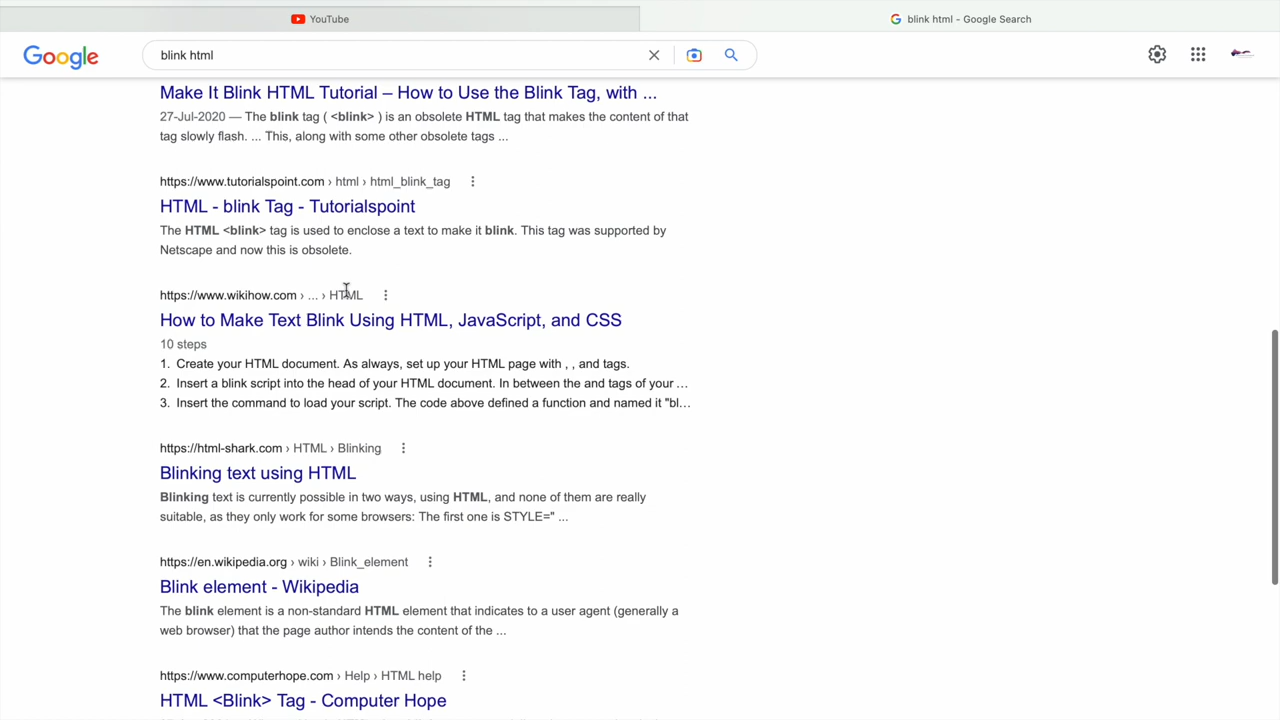 YouTube
blink html - Google Search
Google
blink html
Make It Blink HTML Tutorial – How to Use the Blink Tag, with ...
27-Jul-2020 — The blink tag ( <blink> ) is an obsolete HTML tag that makes the content of that
tag slowly flash. ... This, along with some other obsolete tags ...
https://www.tutorialspoint.com › html › html_blink_tag
HTML - blink Tag - Tutorialspoint
The HTML <blink> tag is used to enclose a text to make it blink. This tag was supported by
Netscape and now this is obsolete.
https://www.wikihow.com › ... › HTML
How to Make Text Blink Using HTML, JavaScript, and CSS
10 steps
1. Create your HTML document. As always, set up your HTML page with , , and tags.
2. Insert a blink script into the head of your HTML document. In between the and tags of your ...
3. Insert the command to load your script. The code above defined a function and named it "bl...
https://html-shark.com › HTML › Blinking
Blinking text using HTML
Blinking text is currently possible in two ways, using HTML, and none of them are really
suitable, as they only work for some browsers: The first one is STYLE=" ...
https://en.wikipedia.org › wiki › Blink_element
Blink element - Wikipedia
The blink element is a non-standard HTML element that indicates to a user agent (generally a
web browser) that the page author intends the content of the ...
https://www.computerhope.com › Help › HTML help
HTML <Blink> Tag - Computer Hope